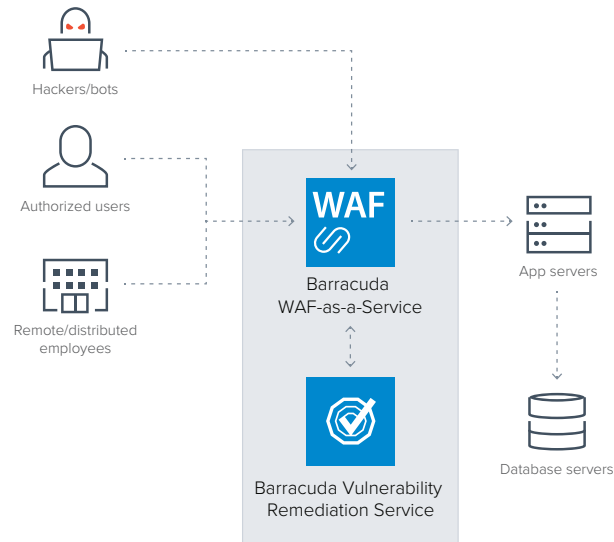 Hackers/bots
Authorized users
Remote/distributed
employees
WAF
Barracuda
WAF-as-a-Service
Barracuda Vulnerability
Remediation Service
App servers
Database servers